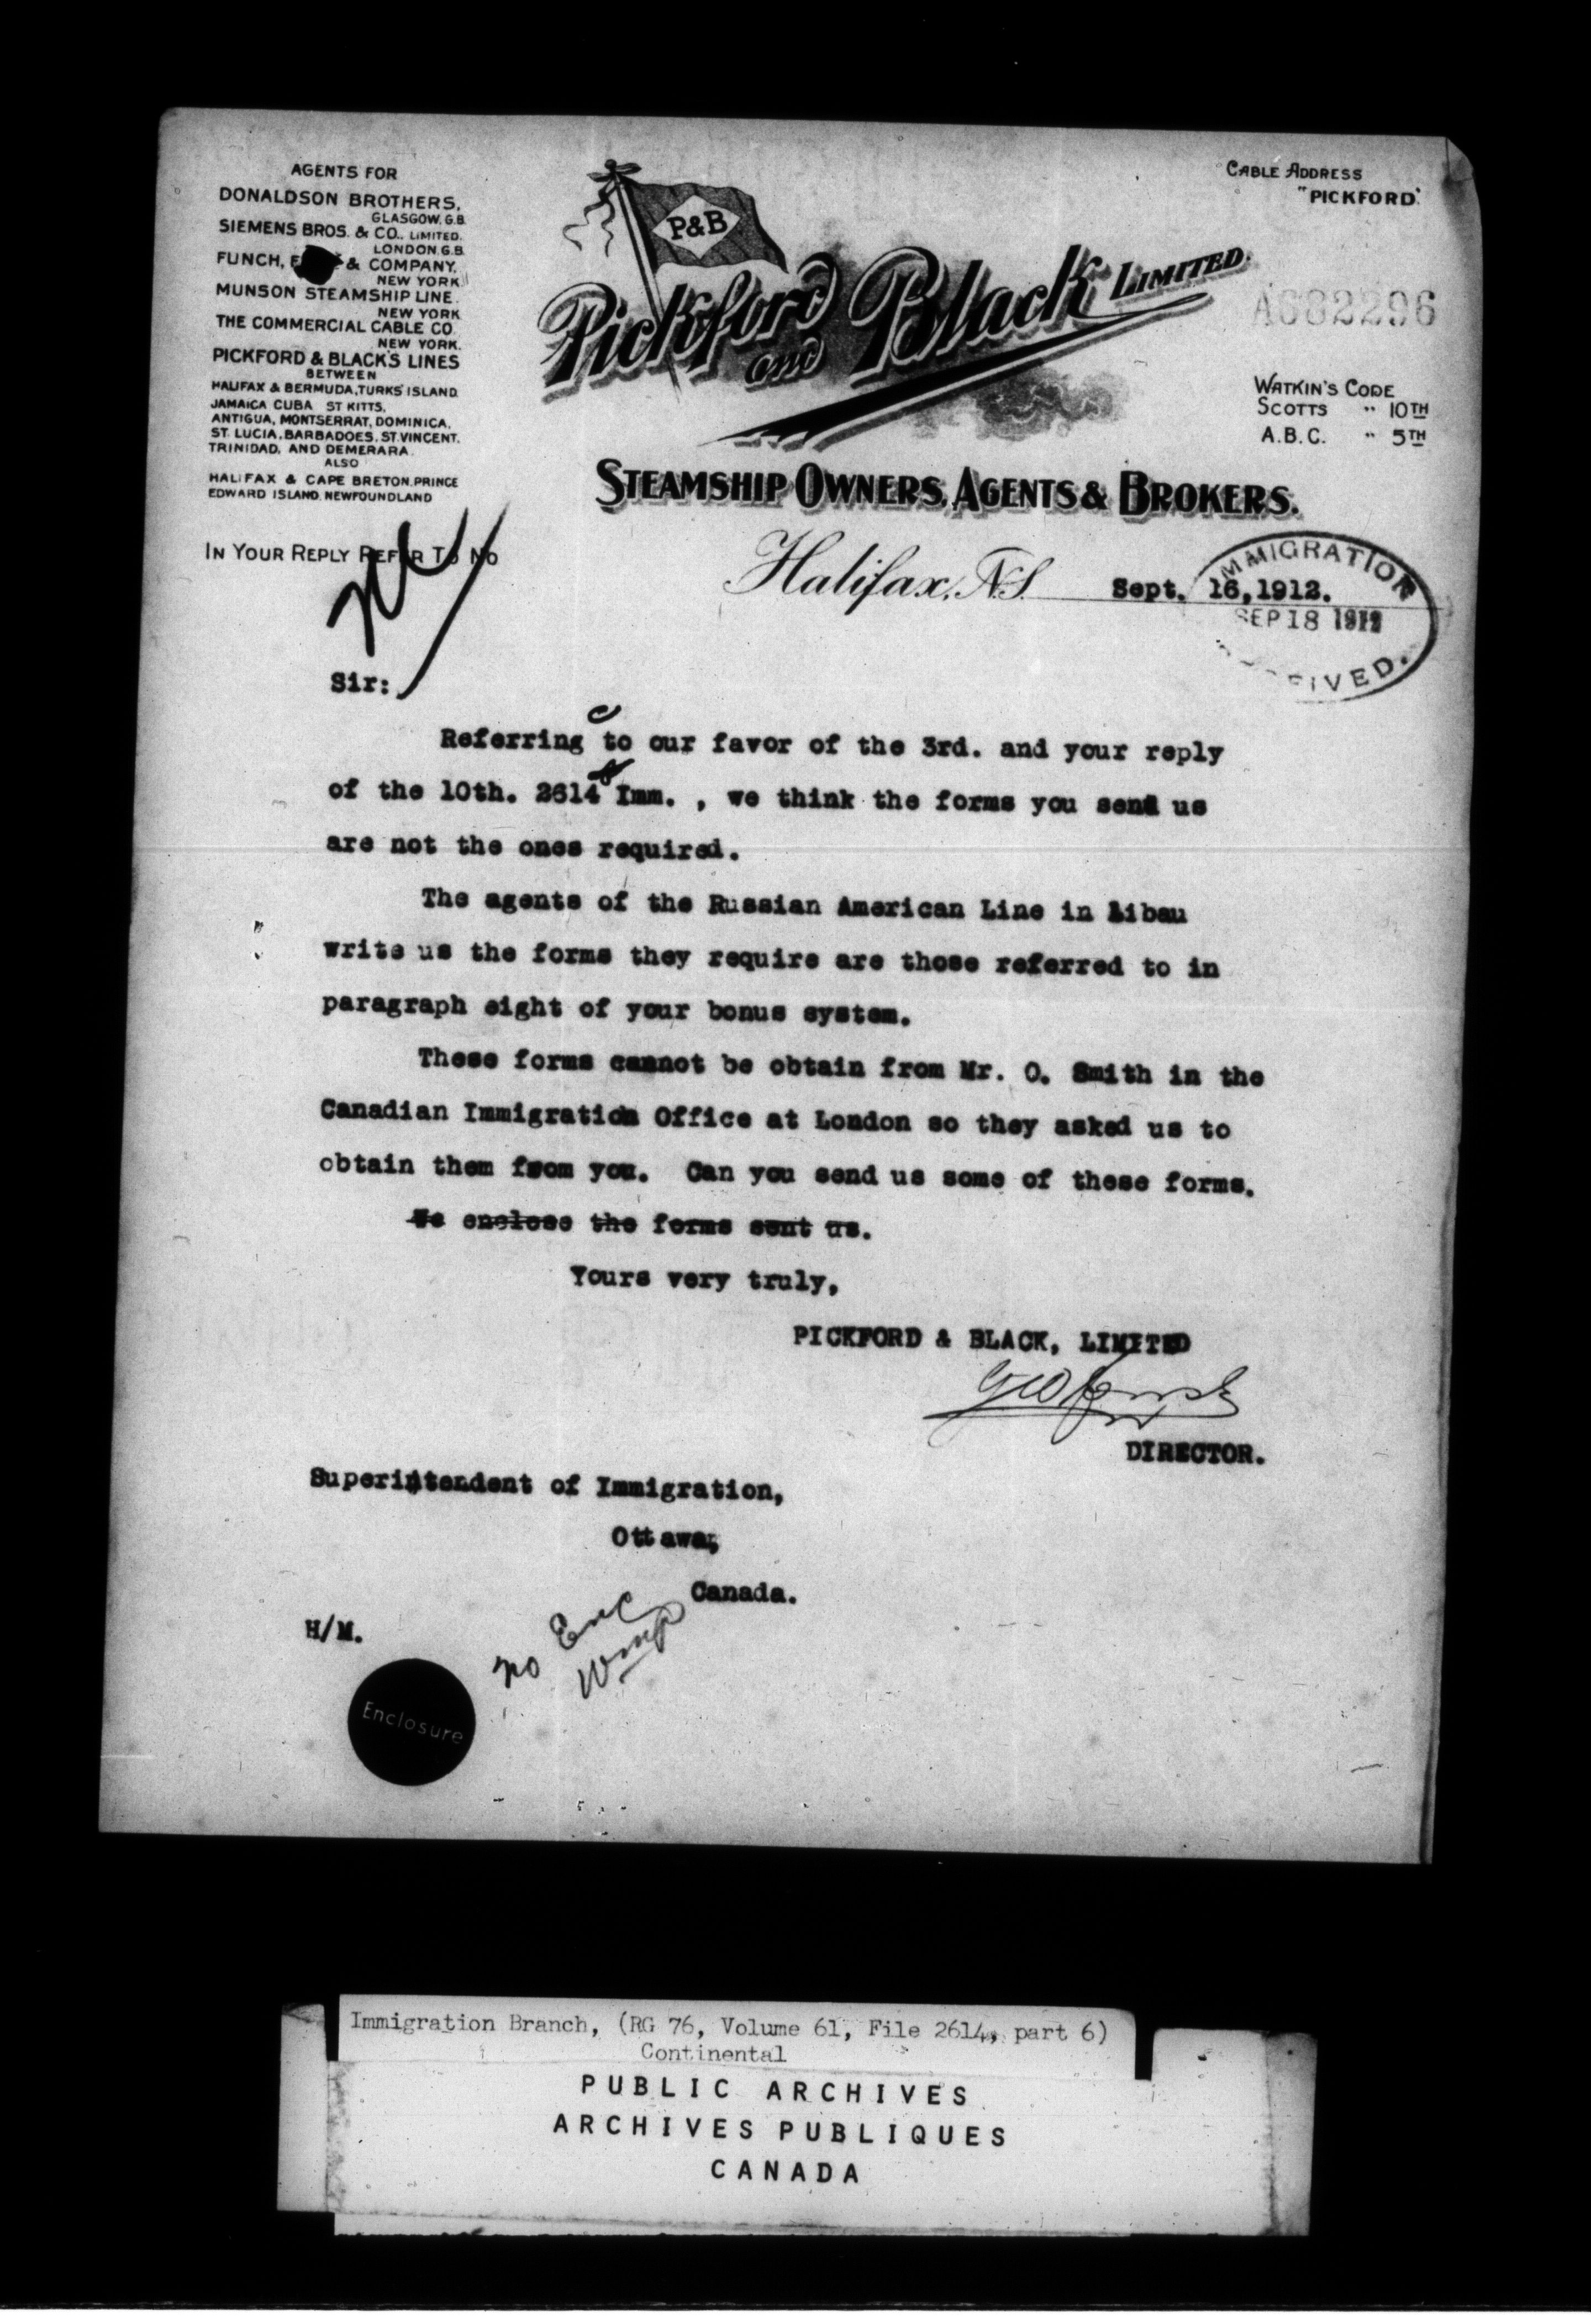 AGENTS FOR
DONALDSON BROTHERS,
GLASGOW, G.B.
SIEMENS BROS. & CO., LIMITED.
LONDON, G.B.
FUNCH, & COMPANY,
NEW YORK
MUNSON STEAMSHIP LINE.
NEW YORK
THE COMMERCIAL CABLE CO.
NEW YORK.
PICKFORD & BLACK'S LINES
BETWEEN
HALIFAX & BERMUDA, TURKS ISLAND
JAMAICA CUBA ST KITTS,
ANTIGUA, MONTSERRAT, DOMINICA,
ST. LUCIA, BARBADOES, ST. VINCENT,
TRINIDAD, AND DEMERARA.
ALSO
HALIFAX & CAPE BRETON, PRINCE
EDWARD ISLAND, NEWFOUNDLAND
IN YOUR REPLY REFER TO NO
P&B
Pickford and Black LIMITED.
STEAMSHIP OWNERS, AGENTS & BROKERS.
CABLE ADDRESS
"PICKFORD."
A682296
WATKIN'S CODE
SCOTTS " 10TH
A.B.C. " 5TH
Halifax, N.S. Sept. 16, 1912.
IMMIGRATION
SEP 18 1912
Sir:
Referring to our favor of the 3rd. and your reply
of the 10th. 2614 Imm. , we think the forms you send us
are not the ones required.
The agents of the Russian American Line in Libau
write us the forms they require are those referred to in
paragraph eight of your bonus system.
These forms cannot be obtain from Mr. O. Smith in the
Canadian Immigration Office at London so they asked us to
obtain them from you. Can you send us some of these forms.
We enclose the forms sent us.
Yours very truly,
PICKFORD & BLACK, LIMITED
DIRECTOR.
Superintendent of Immigration,
Ottawa,
Canada.
H/M.
no Enc
Enclosure
Immigration Branch, (RG 76, Volume 61, File 2614, part 6)
Continental
PUBLIC ARCHIVES
ARCHIVES PUBLIQUES
CANADA